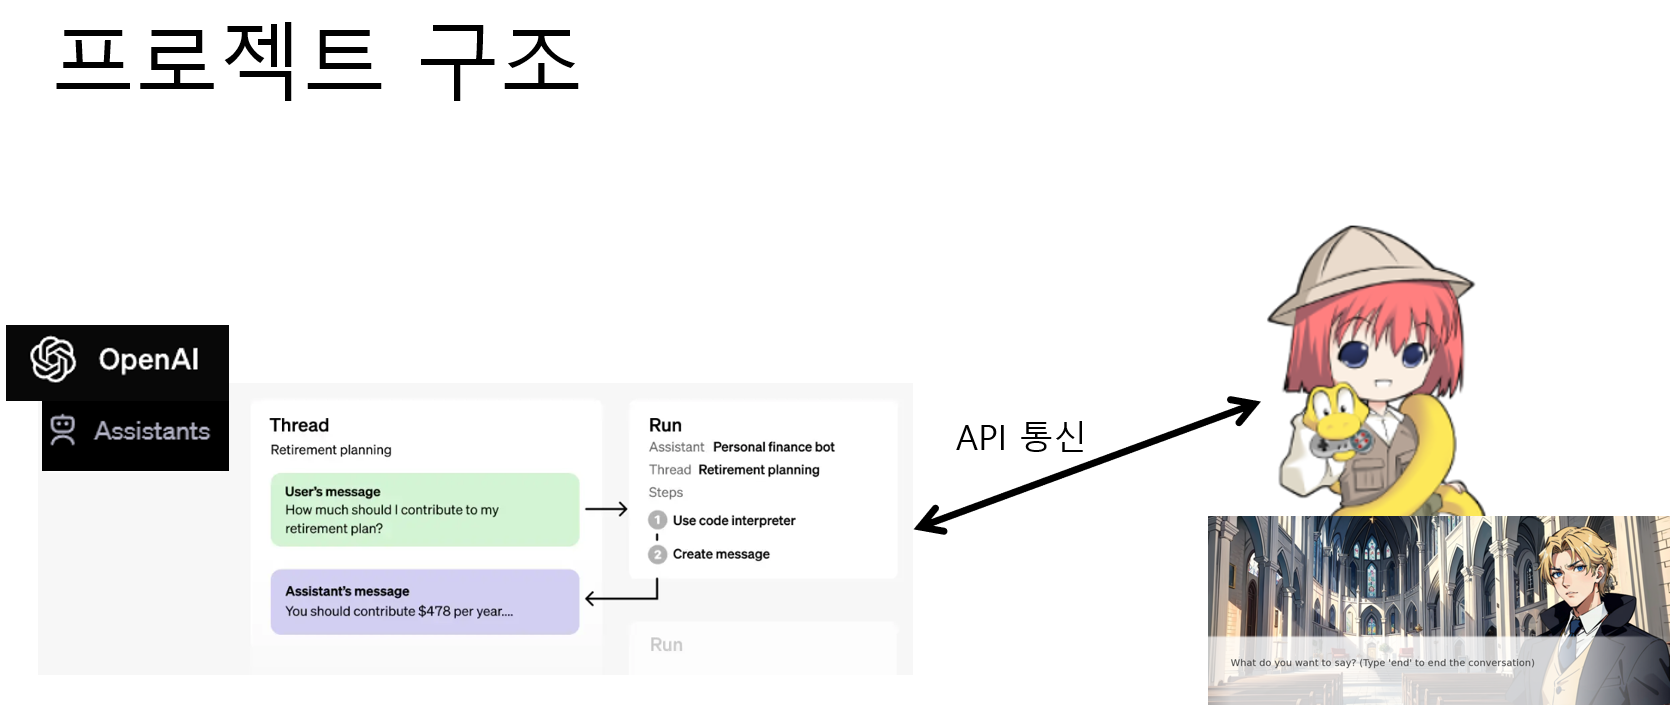 프로젝트 구조
OpenAI
Assistants
Thread
Retirement planning
User's message
How much should I contribute to my
retirement plan?
Assistant's message
You should contribute $478 per year....
Run
Assistant Personal finance bot
Thread Retirement planning
Steps
1 Use code interpreter
2 Create message
Run
API 통신
What do you want to say? (Type 'end' to end the conversation)